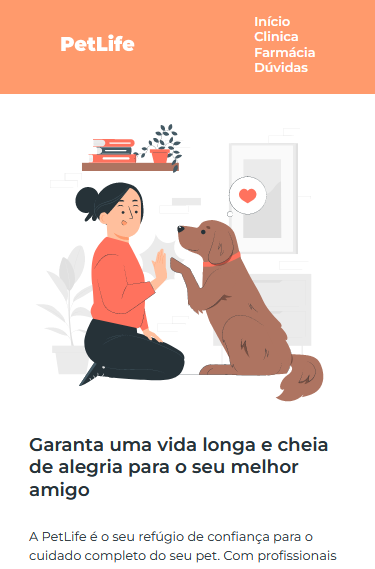 PetLife
Início
Clinica
Farmácia
Dúvidas
Garanta uma vida longa e cheia
de alegria para o seu melhor
amigo
A PetLife é o seu refúgio de confiança para o
cuidado completo do seu pet. Com profissionais